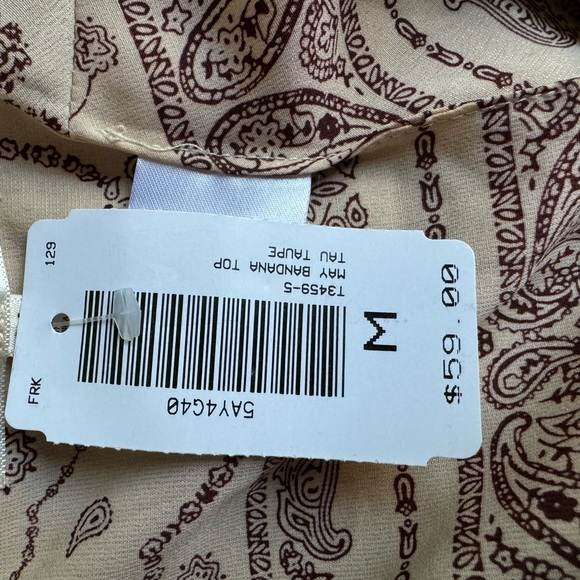 129
FRK
T3459-5
MAY BANDANA TOP
TAU TAUPE
5AY4G40
M
$59.00